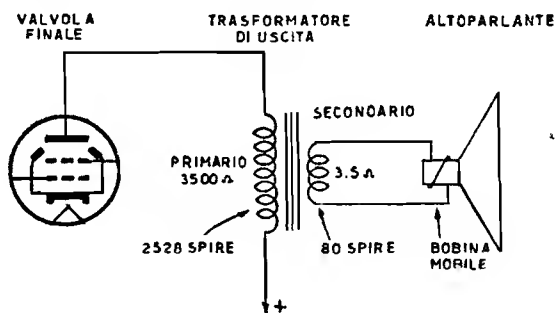 VALVOLA
FINALE
TRASFORMATORE
DI USCITA
ALTOPARLANTE
SECONDARIO
PRIMARIO
3500 Ω
3.5 Ω
2528 SPIRE
80 SPIRE
BOBINA
MOBILE
+